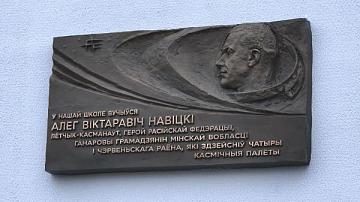 У НАШАЙ ШКОЛЕ ВУЧЫЎСЯ
АЛЕГ ВІКТАРАВІЧ НАВІЦКІ
ЛЁТЧЫК-КАСМАНАЎТ, ГЕРОЙ РАСІЙСКАЙ ФЕДЭРАЦЫІ,
ГАНАРОВЫ ГРАМАДЗЯНІН МІНСКАЙ ВОБЛАСЦІ
І ЧЭРВЕНЬСКАГА РАЁНА, ЯКІ ЗДЗЕЙСНІЎ ЧАТЫРЫ
КАСМІЧНЫЯ ПАЛЁТЫ